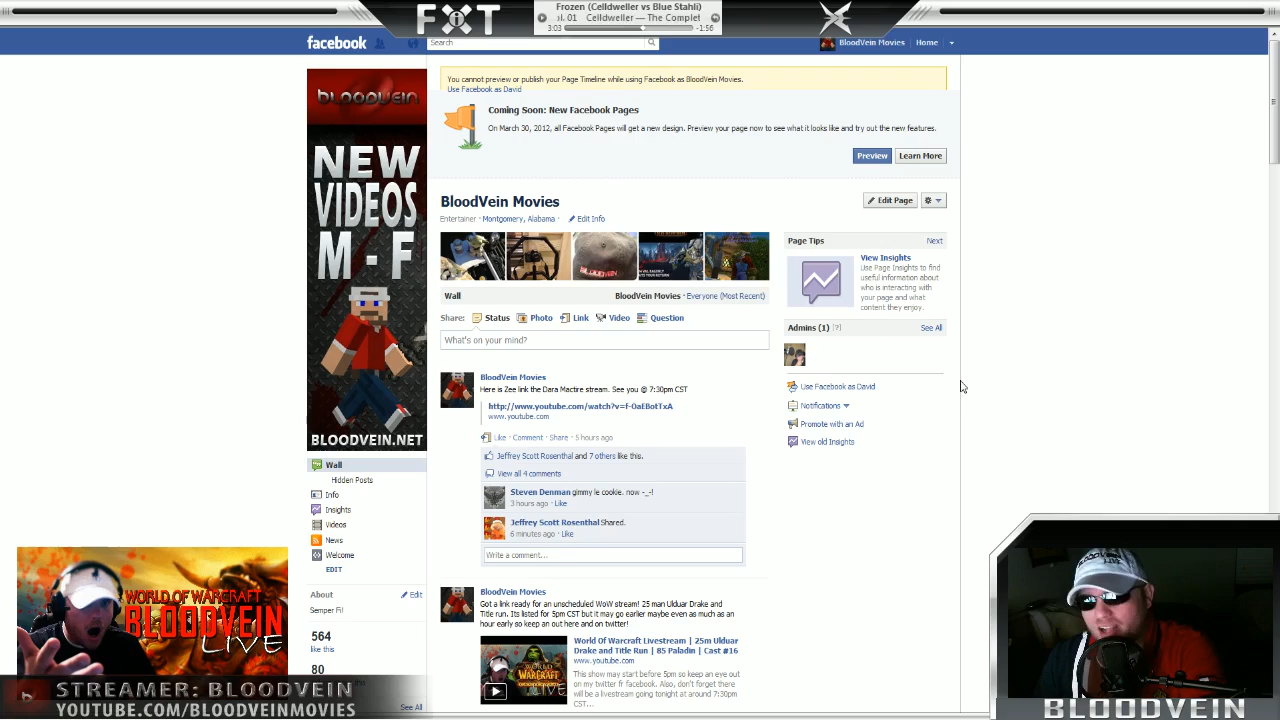 FXT
Frozen (Celldweller vs Blue Stahli)
ol. 01 Celldweller — The Complet
3:03
-1:56
facebook
Search
BloodVein Movies
Home
BLOODVEIN
NEW
VIDEOS
M - F
BLOODVEIN.NET
You cannot preview or publish your Page Timeline while using Facebook as BloodVein Movies.
Use Facebook as David
Coming Soon: New Facebook Pages
On March 30, 2012, all Facebook Pages will get a new design. Preview your page now to see what it looks like and try out the new features.
Preview
Learn More
BloodVein Movies
Edit Page
Entertainer · Montgomery, Alabama · Edit Info
Wall
BloodVein Movies · Everyone (Most Recent)
Share: Status Photo Link Video Question
What's on your mind?
BloodVein Movies
Here is Zee link the Dara Mactire stream. See you @ 7:30pm CST
http://www.youtube.com/watch?v=f-OaEBotTxA
www.youtube.com
Like · Comment · Share · 5 hours ago
Jeffrey Scott Rosenthal and 7 others like this.
View all 4 comments
Steven Denman gimmy le cookie. now -_-!
3 hours ago · Like
Jeffrey Scott Rosenthal Shared.
6 minutes ago · Like
Write a comment...
BloodVein Movies
Got a link ready for an unscheduled WoW stream! 25 man Ulduar Drake and
Title run. Its listed for 5pm CST but it may go earlier maybe even as much as an
hour early so keep an out here and on twitter!
World Of Warcraft Livestream | 25m Ulduar
Drake and Title Run | 85 Paladin | Cast #16
www.youtube.com
This show may start before 5pm so keep an eye out
on my twitter fr facebook. Also, don't forget there
will be a livestream going tonight at around 7:30pm
CST...
Page Tips
Next
View Insights
Use Page Insights to find
useful information about
who is interacting with
your page and what
content they enjoy.
Admins (1) [?]
See All
Use Facebook as David
Notifications
Promote with an Ad
View old Insights
Wall
Hidden Posts
Info
Insights
Videos
News
Welcome
EDIT
About
Edit
Semper Fi!
564
like this
80
See All
WORLD OF WARCRAFT
BLOODVEIN
LIVE
STREAMER: BLOODVEIN
YOUTUBE.COM/BLOODVEINMOVIES
BLOODVEIN